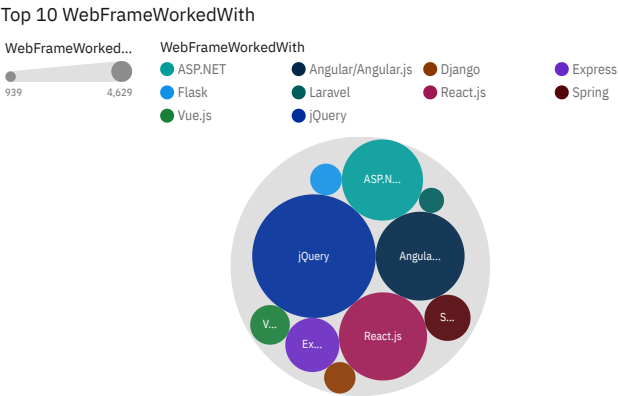 Top 10 WebFrameWorkedWith
WebFrameWorked...
939
4,629
WebFrameWorkedWith
ASP.NET
Angular/Angular.js
Django
Express
Flask
Laravel
React.js
Spring
Vue.js
jQuery
ASP.N...
jQuery
Angula...
S...
V...
React.js
Ex...